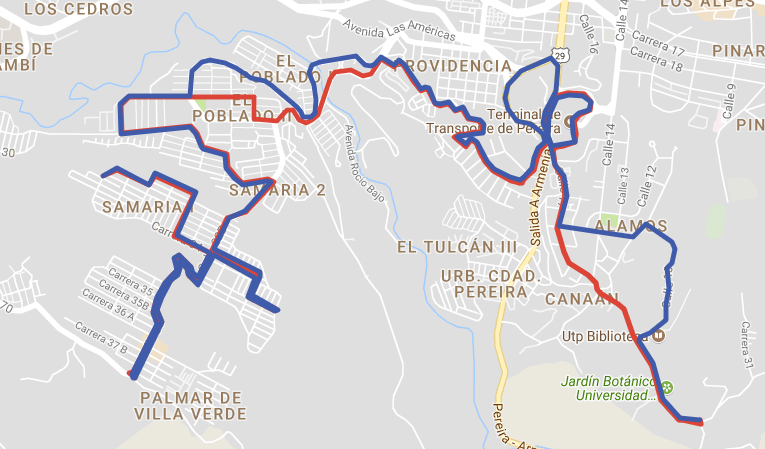 LOS CEDROS
LOS ALPES
Avenida Las Américas
Calle 14
Calle 16
Carrera 17
Carrera 18
PINAR
NES DE
AMBÍ
EL
POBLADO
PROVIDENCIA
29
Calle 9
EL
POBLADO II
Terminal de
Transporte de Pereira
PIN
30
Calle 14
Avenida Rocio Bajo
Salida A Armenia
Calle 13
Calle 12
SAMARIA 2
SAMARIA
ALAMOS
Carrera
EL TULCÁN III
URB. CDAD.
PEREIRA
CANAÁN
Carrera 35
Carrera 35B
Carrera 36 A
70
Carrera 37 B
Utp Biblioteca
Carrera 31
Jardín Botánico
Universidad...
PALMAR DE
VILLA VERDE
Pereira - Arm